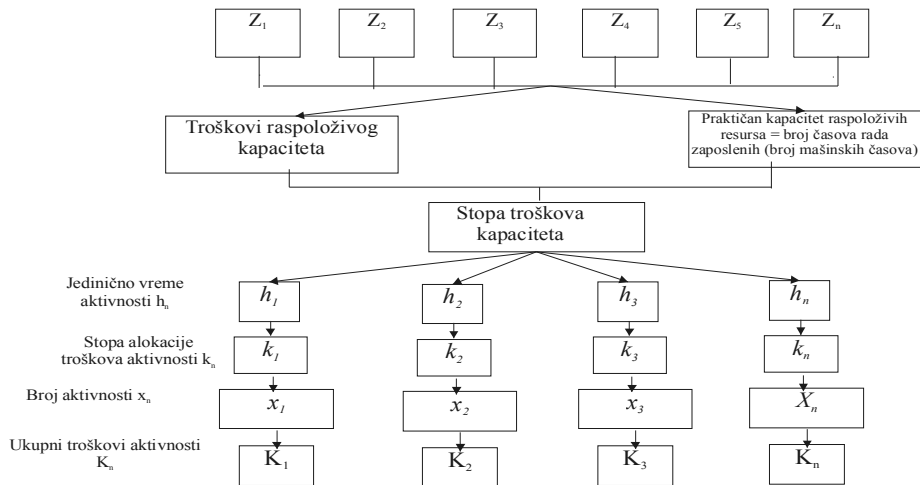 Z₁ Z₂ Z₃ Z₄ Z₅ Zₙ
Troškovi raspoloživog
kapaciteta
Praktičan kapacitet raspoloživih
resursa = broj časova rada
zaposlenih (broj mašinskih časova)
Stopa troškova
kapaciteta
Jedinično vreme
aktivnosti hₙ
h₁ h₂ h₃ hₙ
Stopa alokacije
troškova aktivnosti kₙ
k₁ k₂ k₃ kₙ
Broj aktivnosti xₙ
x₁ x₂ x₃ Xₙ
Ukupni troškovi aktivnosti
Kₙ
K₁ K₂ K₃ Kₙ